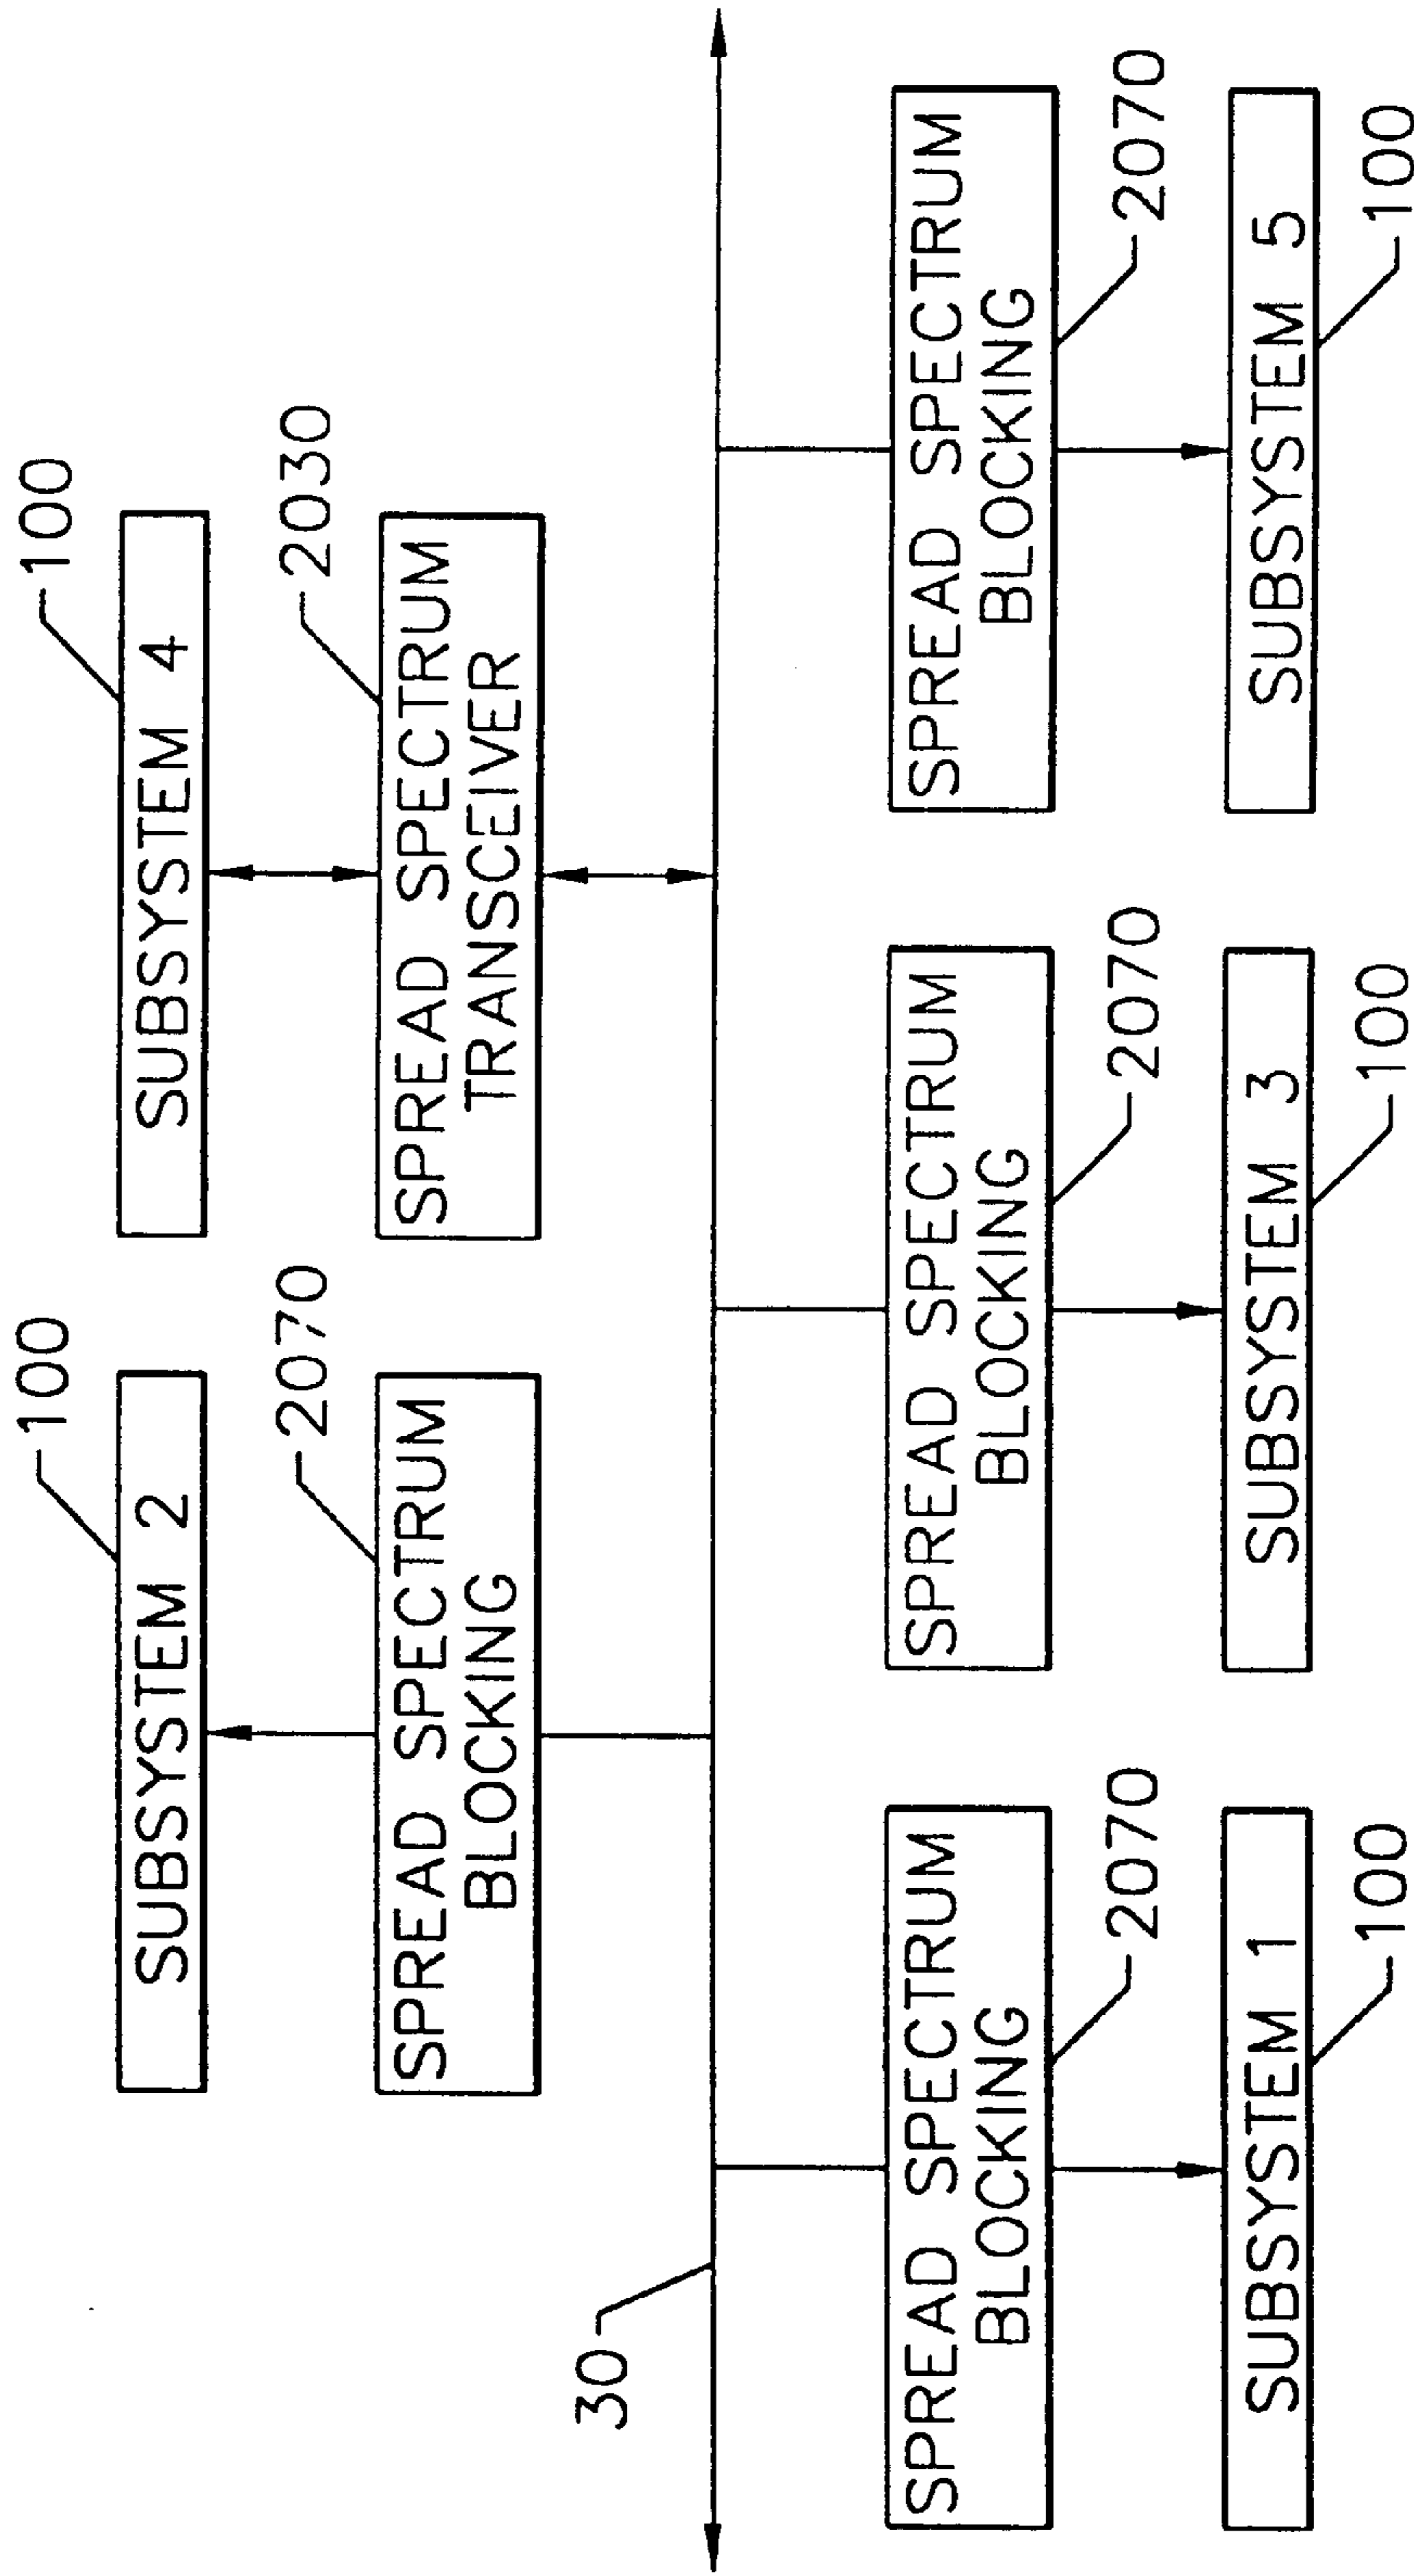 100
100
SUBSYSTEM 2
SUBSYSTEM 4
2070
2030
SPREAD SPECTRUM
BLOCKING
SPREAD SPECTRUM
TRANSCEIVER
30
SPREAD SPECTRUM
BLOCKING
SPREAD SPECTRUM
BLOCKING
SPREAD SPECTRUM
BLOCKING
2070
2070
2070
SUBSYSTEM 1
SUBSYSTEM 3
SUBSYSTEM 5
100
100
100